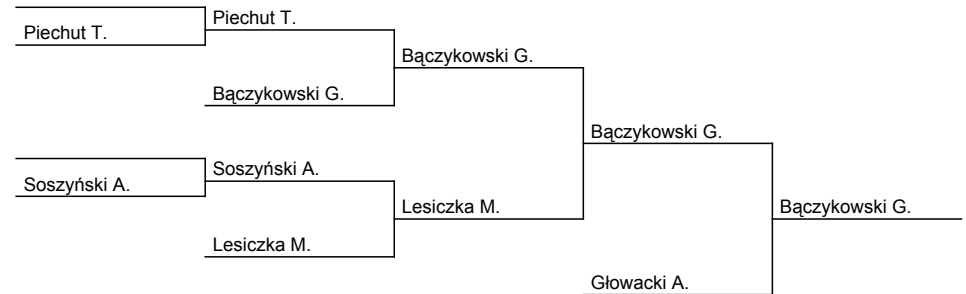 Piechut T.
Piechut T.
Bączykowski G.
Bączykowski G.
Bączykowski G.
Soszyński A.
Soszyński A.
Lesiczka M.
Bączykowski G.
Lesiczka M.
Głowacki A.